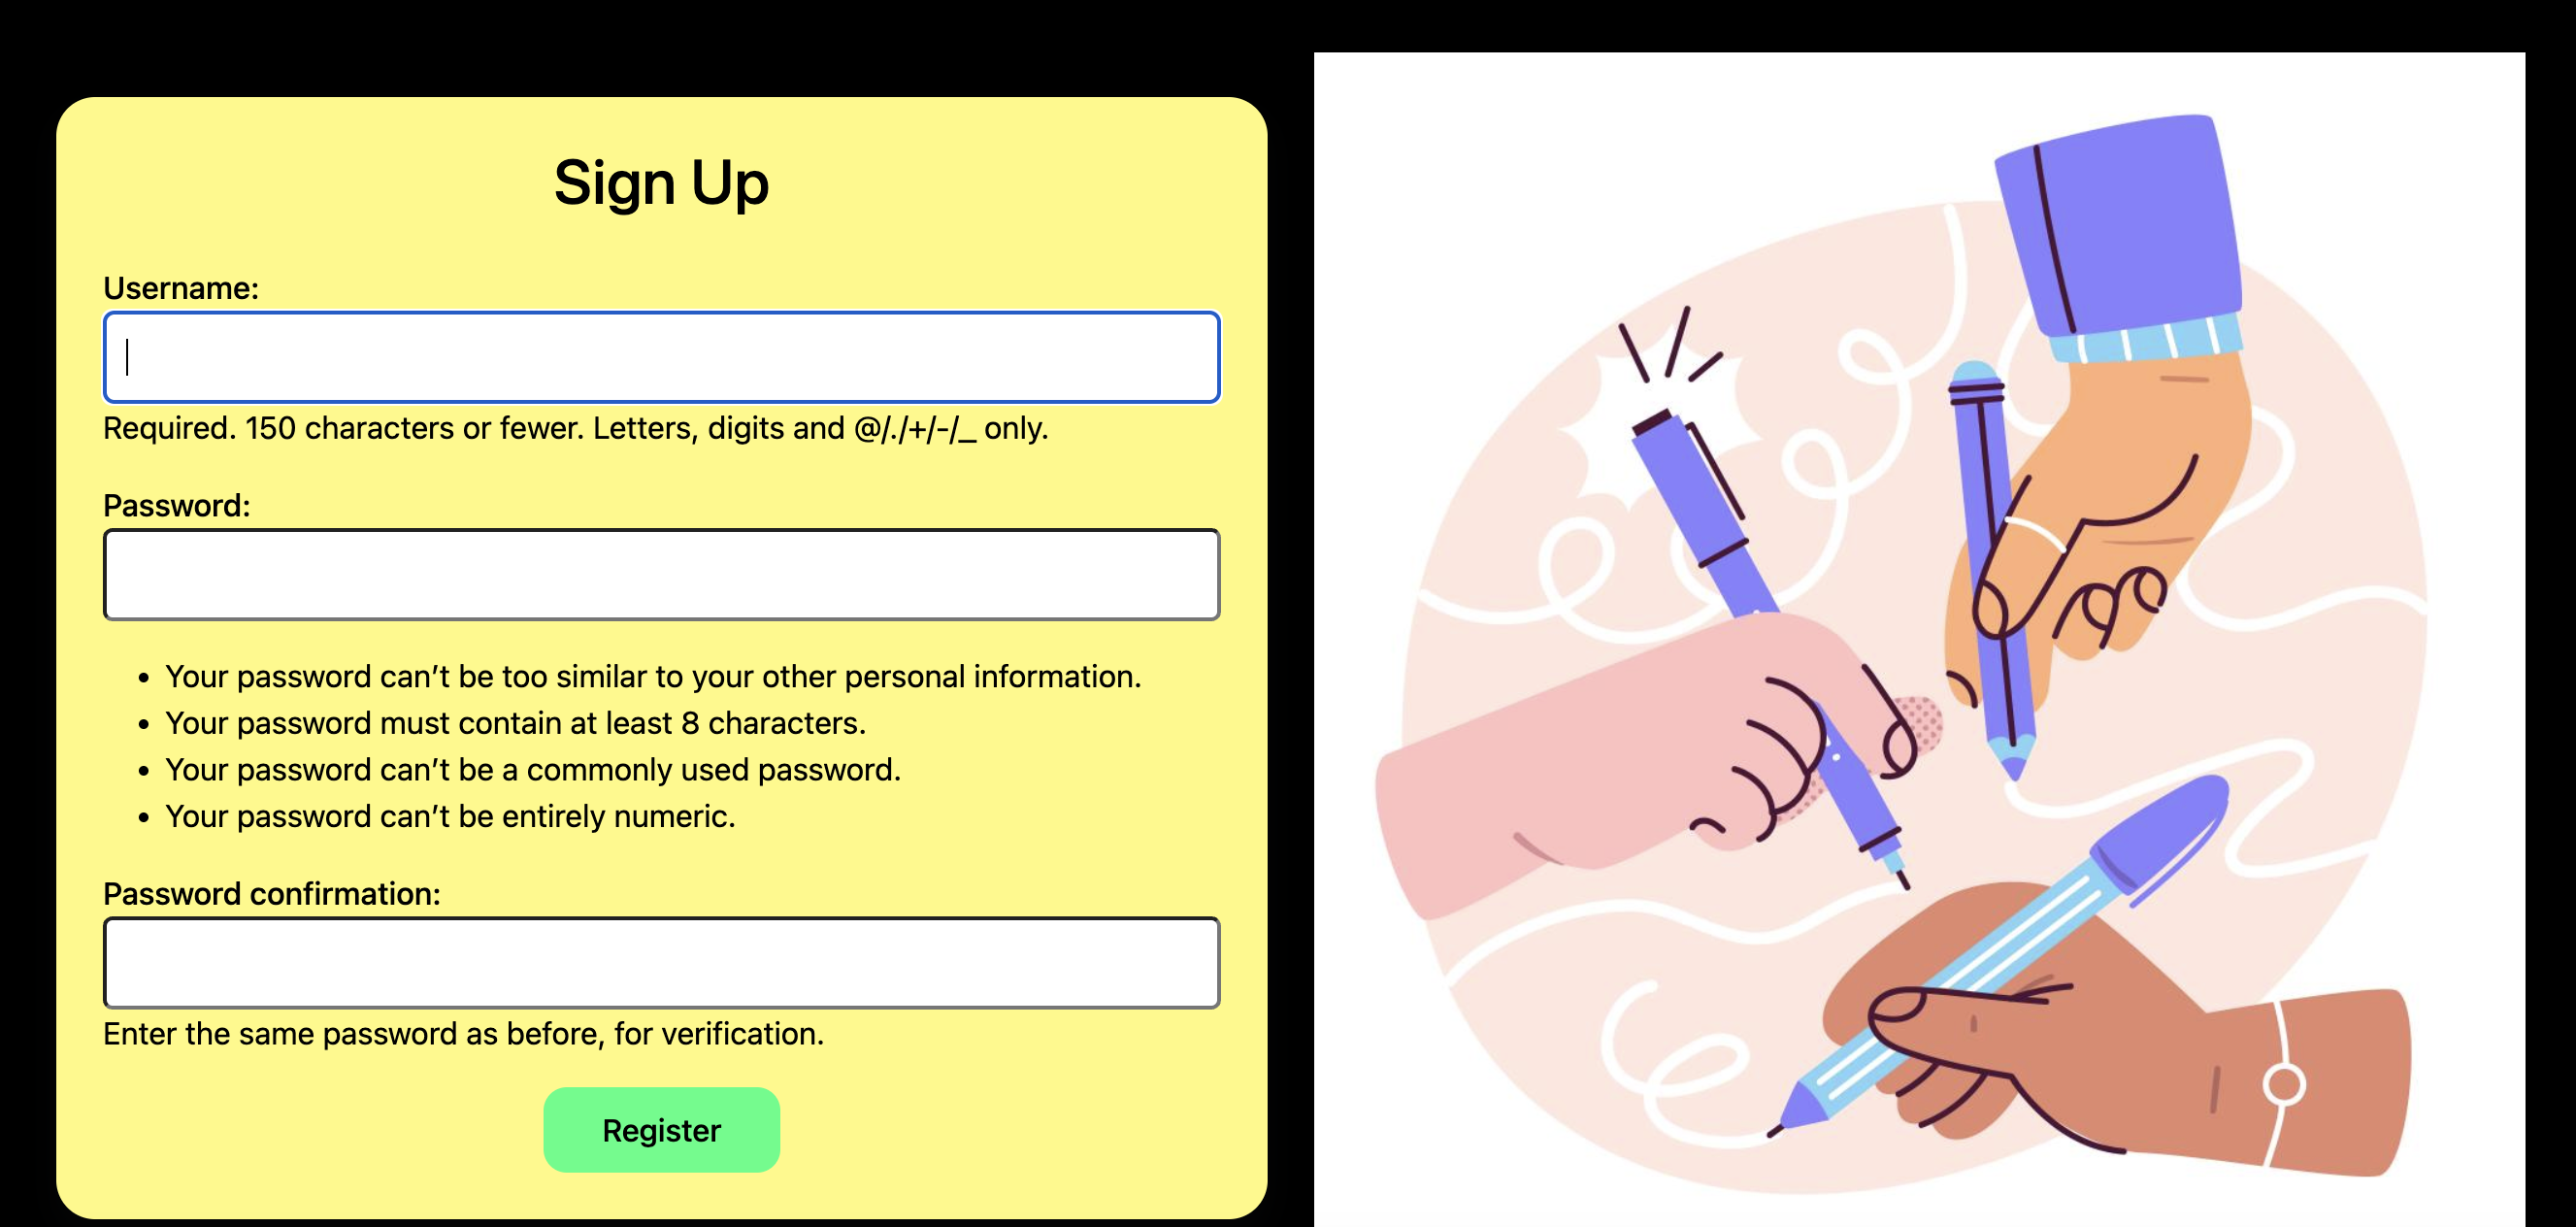 Sign Up
Username:
Required. 150 characters or fewer. Letters, digits and @/./+/-/_ only.
Password:
• Your password can’t be too similar to your other personal information.
• Your password must contain at least 8 characters.
• Your password can’t be a commonly used password.
• Your password can’t be entirely numeric.
Password confirmation:
Enter the same password as before, for verification.
Register